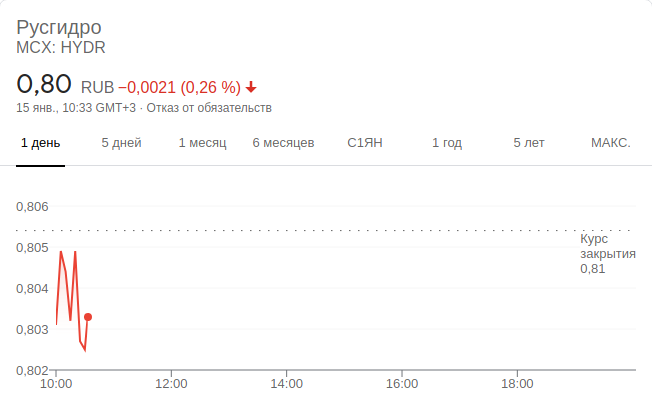 Русгидро
MCX: HYDR
0,80 RUB −0,0021 (0,26 %)
15 янв., 10:33 GMT+3 · Отказ от обязательств
1 день 5 дней 1 месяц 6 месяцев С1ЯН 1 год 5 лет МАКС.
0,806
Курс
закрытия
0,81
0,805
0,804
0,803
0,802
10:00 12:00 14:00 16:00 18:00